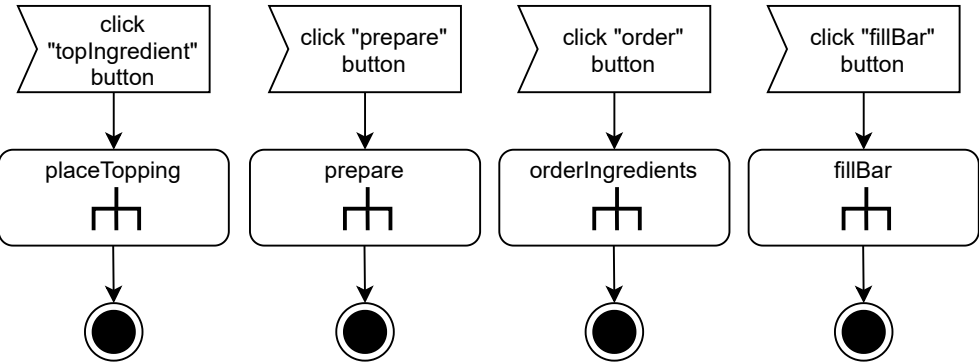 click
"topIngredient"
button
click "prepare"
button
click "order"
button
click "fillBar"
button
placeTopping
prepare
orderIngredients
fillBar